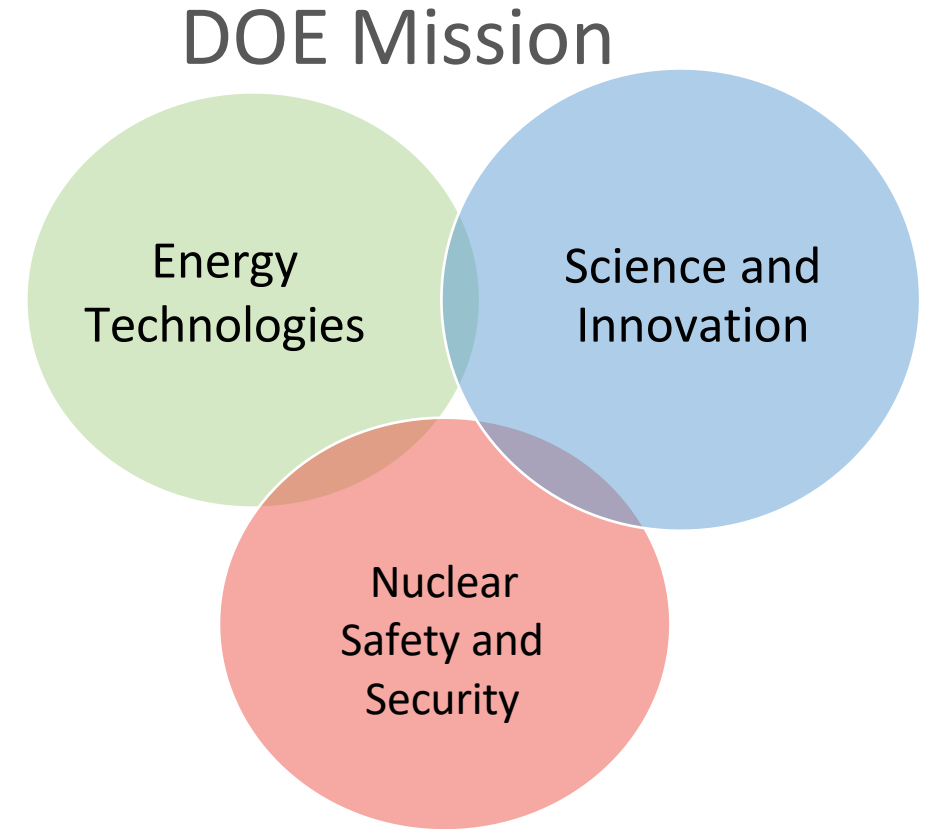 DOE Mission
Energy
Technologies
Science and
Innovation
Nuclear
Safety and
Security